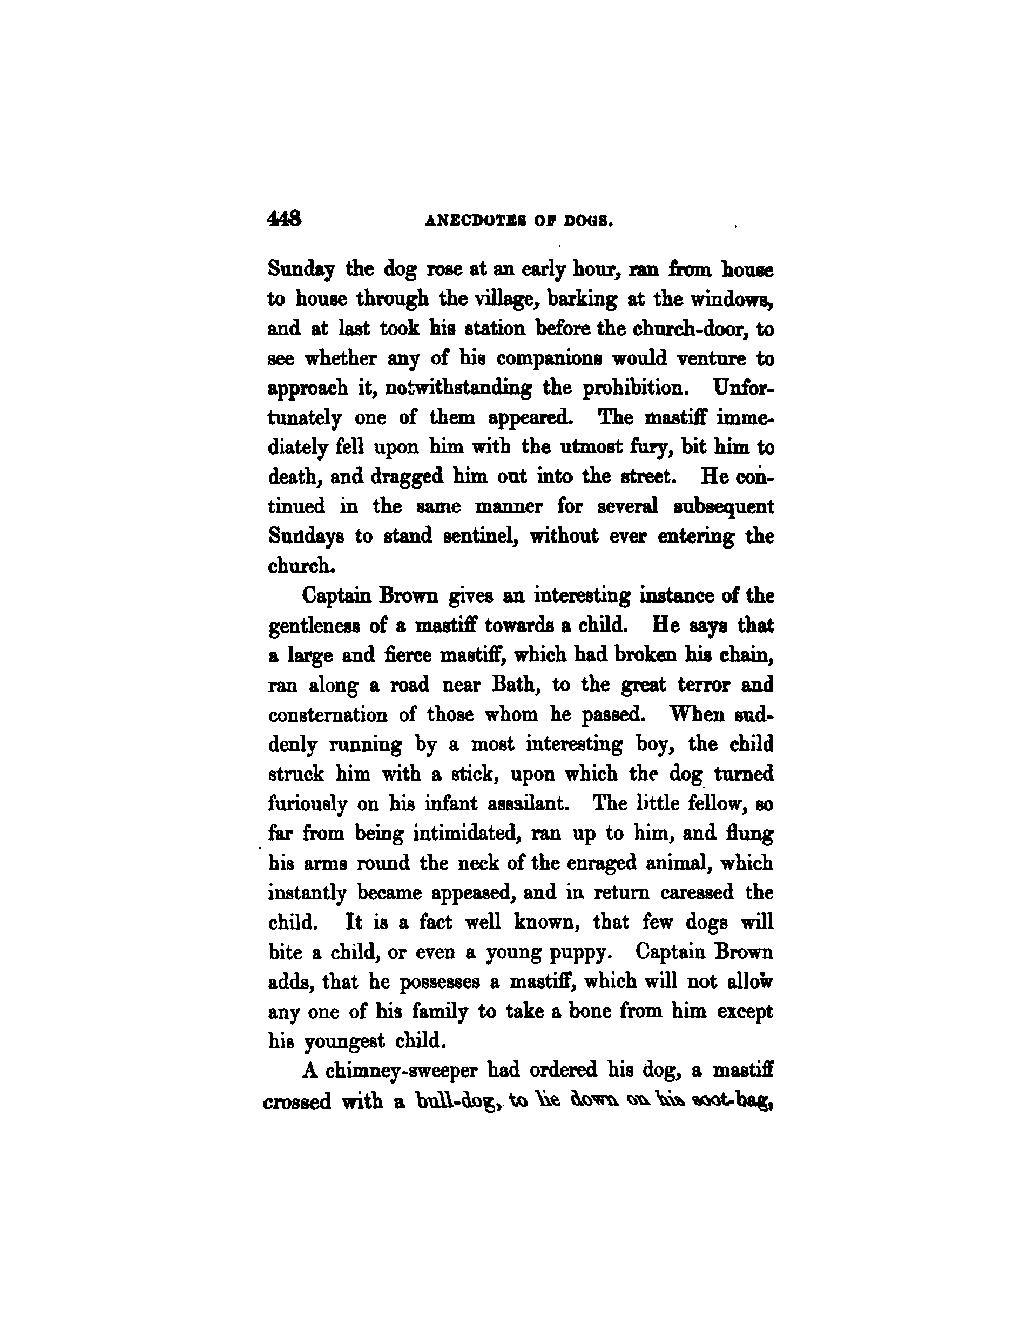 448 ANECDOTES OF DOGS.
Sunday the dog rose at an early hour, ran from house
to house through the village, barking at the windows,
and at last took his station before the church-door, to
see whether any of his companions would venture to
approach it, notwithstanding the prohibition. Unfor-
tunately one of them appeared. The mastiff imme-
diately fell upon him with the utmost fury, bit him to
death, and dragged him out into the street. He con-
tinued in the same manner for several subsequent
Sundays to stand sentinel, without ever entering the
church.
Captain Brown gives an interesting instance of the
gentleness of a mastiff towards a child. He says that
a large and fierce mastiff, which had broken his chain,
ran along a road near Bath, to the great terror and
consternation of those whom he passed. When sud-
denly running by a most interesting boy, the child
struck him with a stick, upon which the dog turned
furiously on his infant assailant. The little fellow, so
far from being intimidated, ran up to him, and flung
his arms round the neck of the enraged animal, which
instantly became appeased, and in return caressed the
child. It is a fact well known, that few dogs will
bite a child, or even a young puppy. Captain Brown
adds, that he possesses a mastiff, which will not allow
any one of his family to take a bone from him except
his youngest child.
A chimney-sweeper had ordered his dog, a mastiff
crossed with a bull-dog, to lie down on his soot-bag,